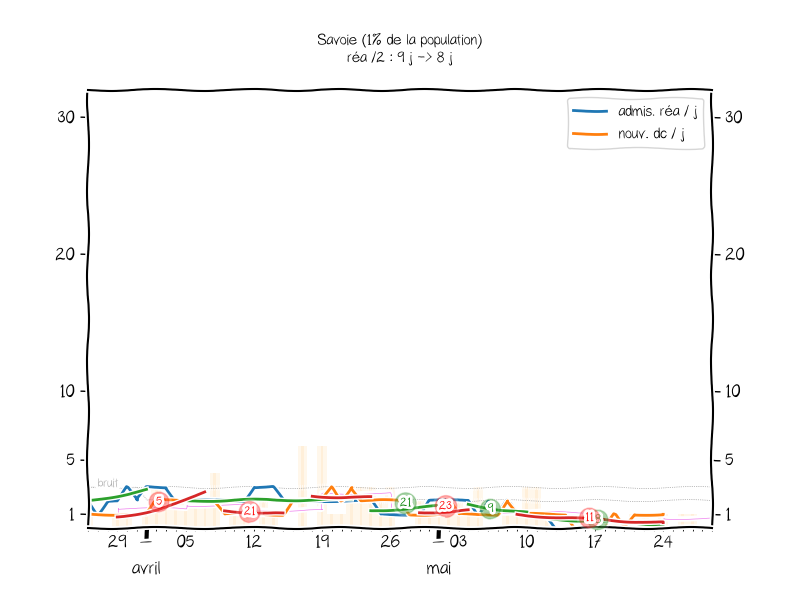 Savoie (1% de la population)
réa /2 : 9 j -> 8 j
admis. réa / j
nouv. dc / j
30 30
20 20
10 10
5 5
1 1
bruit
5 21 21 23 9 11
29 05 12 19 26 03 10 17 24
avril mai